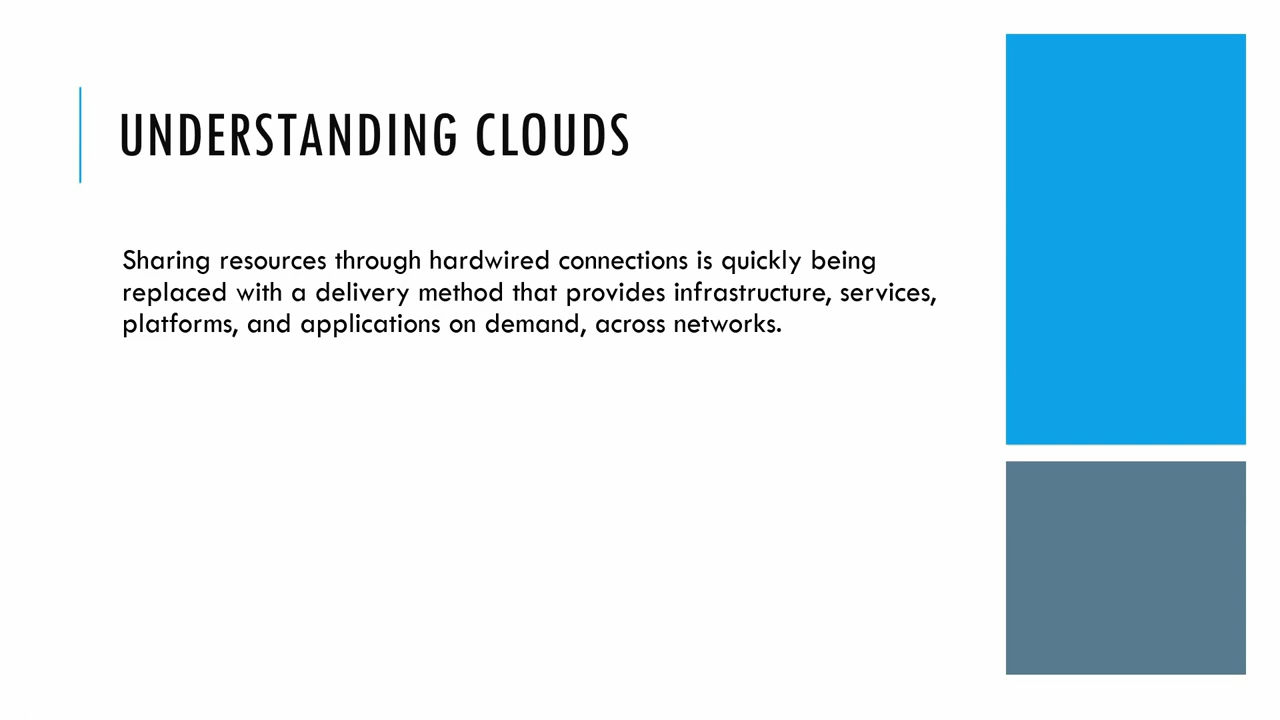 UNDERSTANDING CLOUDS
Sharing resources through hardwired connections is quickly being
replaced with a delivery method that provides infrastructure, services,
platforms, and applications on demand, across networks.